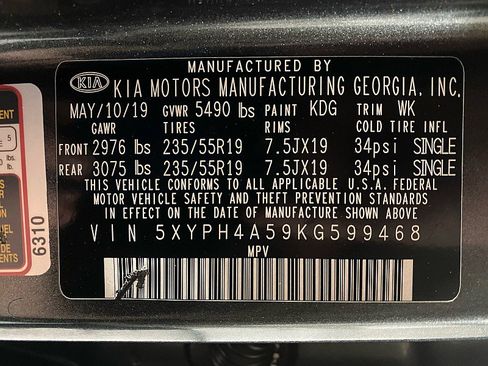 MANUFACTURED BY
KIA KIA MOTORS MANUFACTURING GEORGIA, INC.
MAY/10/19 GVWR 5490 lbs PAINT KDG TRIM WK
GAWR TIRES RIMS COLD TIRE INFL
FRONT 2976 lbs 235/55R19 7.5JX19 34psi SINGLE
REAR 3075 lbs 235/55R19 7.5JX19 34psi SINGLE
THIS VEHICLE CONFORMS TO ALL APPLICABLE U.S.A. FEDERAL
MOTOR VEHICLE SAFETY AND THEFT PREVENTION STANDARDS
IN EFFECT ON THE DATE OF MANUFACTURE SHOWN ABOVE
VIN 5XYPH4A59KG599468
MPV
6310
5